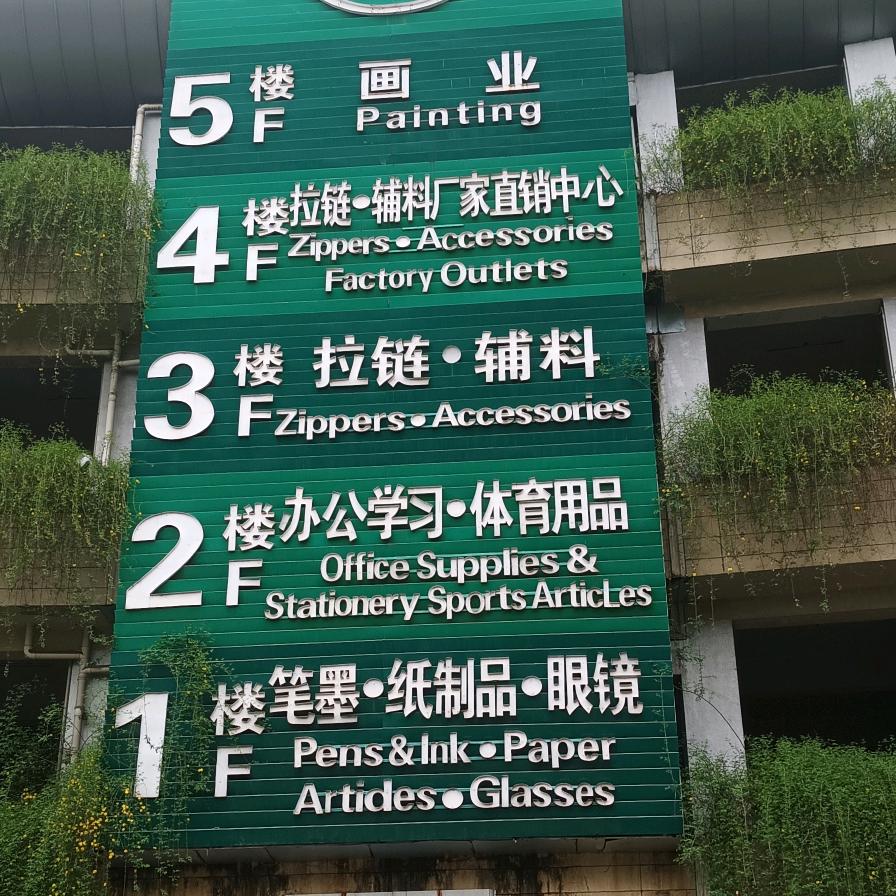 5楼 画业
F Painting
4楼 拉链•辅料厂家直销中心
F Zippers•Accessories
Factory Outlets
3楼 拉链•辅料
F Zippers•Accessories
2楼 办公学习•体育用品
F Office Supplies &
Stationery Sports ArticLes
1楼 笔墨•纸制品•眼镜
F Pens&Ink•Paper
Artides•Glasses